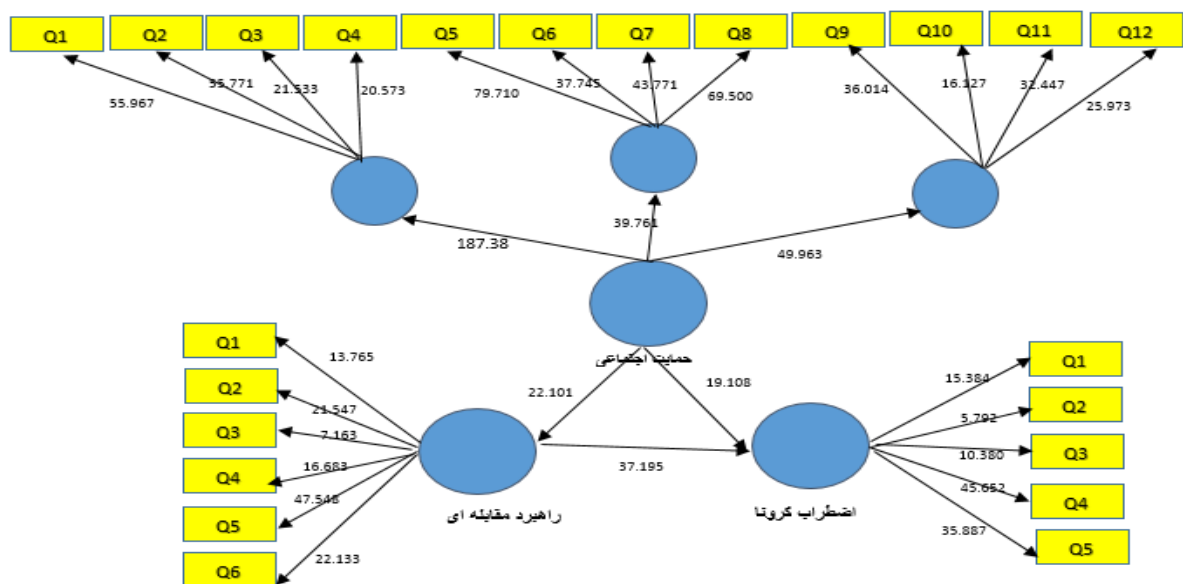 Q1 Q2 Q3 Q4 Q5 Q6 Q7 Q8 Q9 Q10 Q11 Q12
55.967 55.771 21.533 20.573 79.710 37.745 43.771 69.500 36.014 16.127 32.447 25.973
187.38 39.761 49.963
حمایت اجتماعی
22.101 19.108
37.195
راهبرد مقابله ای
اضطراب کرونا
Q1 13.765
Q2 21.547
Q3 7.163
Q4 16.683
Q5 47.548
Q6 22.133
15.384 Q1
5.792 Q2
10.380 Q3
45.652 Q4
35.887 Q5